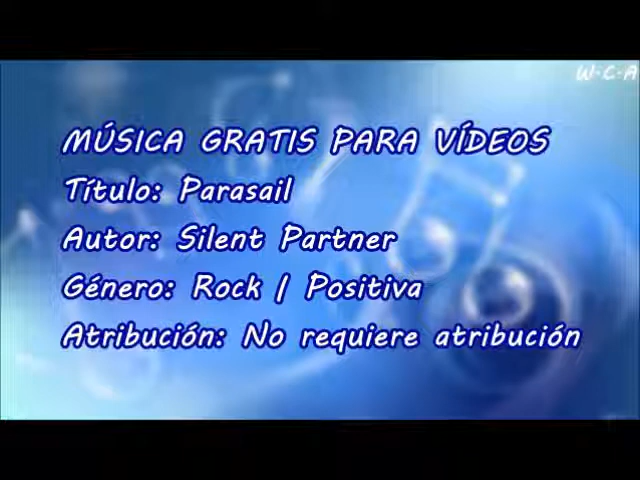 W-C-A
MÚSICA GRATIS PARA VÍDEOS
Título: Parasail
Autor: Silent Partner
Género: Rock | Positiva
Atribución: No requiere atribución